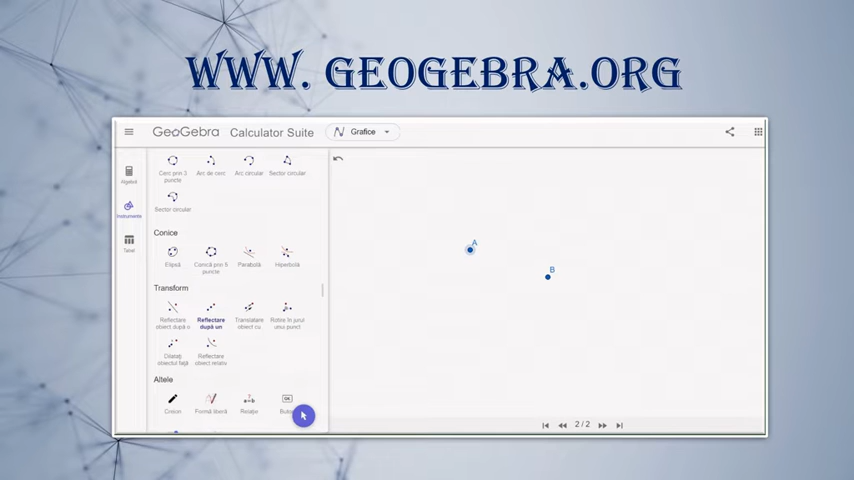 WWW. GEOGEBRA.ORG
GeoGebra Calculator Suite Grafice
Algebră
Instrumente
Tabel
Cerc prin 3 puncte
Arc de cerc
Arc circular
Sector circular
Sector circular
Conice
Elipsă
Conică prin 5 puncte
Parabolă
Hiperbolă
Transform
Reflectare obiect după o
Reflectare după un
Translatare obiect cu
Rotire în jurul unui punct
Dilatați obiectul față
Reflectare obiect relativ
Altele
Creion
Formă liberă
Relație
OK
A
B
2 / 2